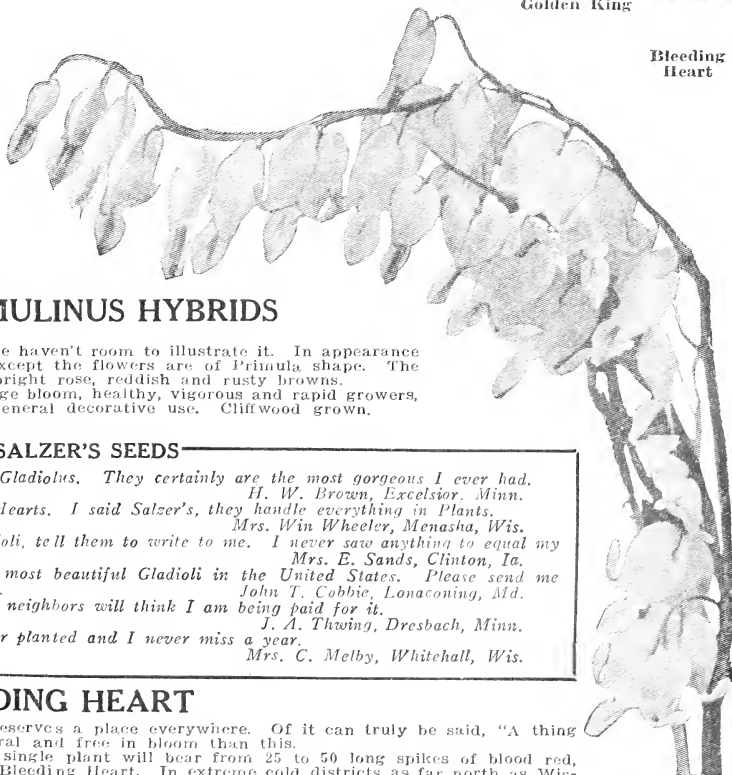 Golden King
Bleeding
Heart
MULINUS HYBRIDS
e haven't room to illustrate it. In appearance
xcept the flowers are of Primula shape. The
bright rose, reddish and rusty browns.
ge bloom, healthy, vigorous and rapid growers,
eneral decorative use. Cliffwood grown.
SALZER'S SEEDS
Gladiolus. They certainly are the most gorgeous I ever had.
H. W. Brown, Excelsior, Minn.
Hearts. I said Salzer's, they handle everything in Plants.
Mrs. Win Wheeler, Menasha, Wis.
oli, tell them to write to me. I never saw anything to equal my
Mrs. E. Sands, Clinton, Ia.
most beautiful Gladioli in the United States. Please send me
John T. Cobbie, Lonaconing, Md.
neighbors will think I am being paid for it.
J. A. Thwing, Dresbach, Minn.
r planted and I never miss a year.
Mrs. C. Melby, Whitehall, Wis.
DING HEART
eserves a place everywhere. Of it can truly be said, "A thing
ral and free in bloom than this.
single plant will bear from 25 to 50 long spikes of blood red,
Bleeding Heart. In extreme cold districts as far north as Wis-